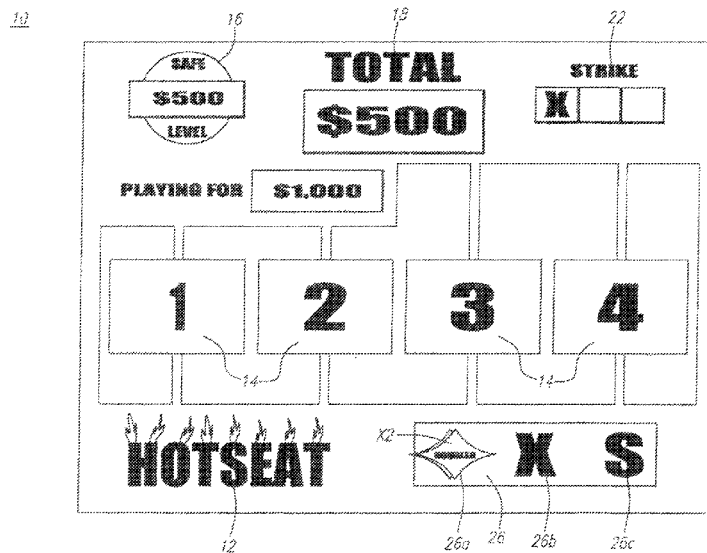 10
16
18
22
SAFE
$500
LEVEL
TOTAL
$500
STRIKE
X
PLAYING FOR $1,000
1 2 3 4
14 14
HOTSEAT
X2
X S
12
26a 26 26b 26c